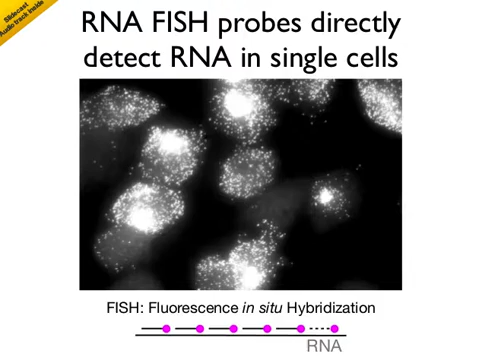 Slidecast
Audio track inside
RNA FISH probes directly
detect RNA in single cells
FISH: Fluorescence in situ Hybridization
RNA